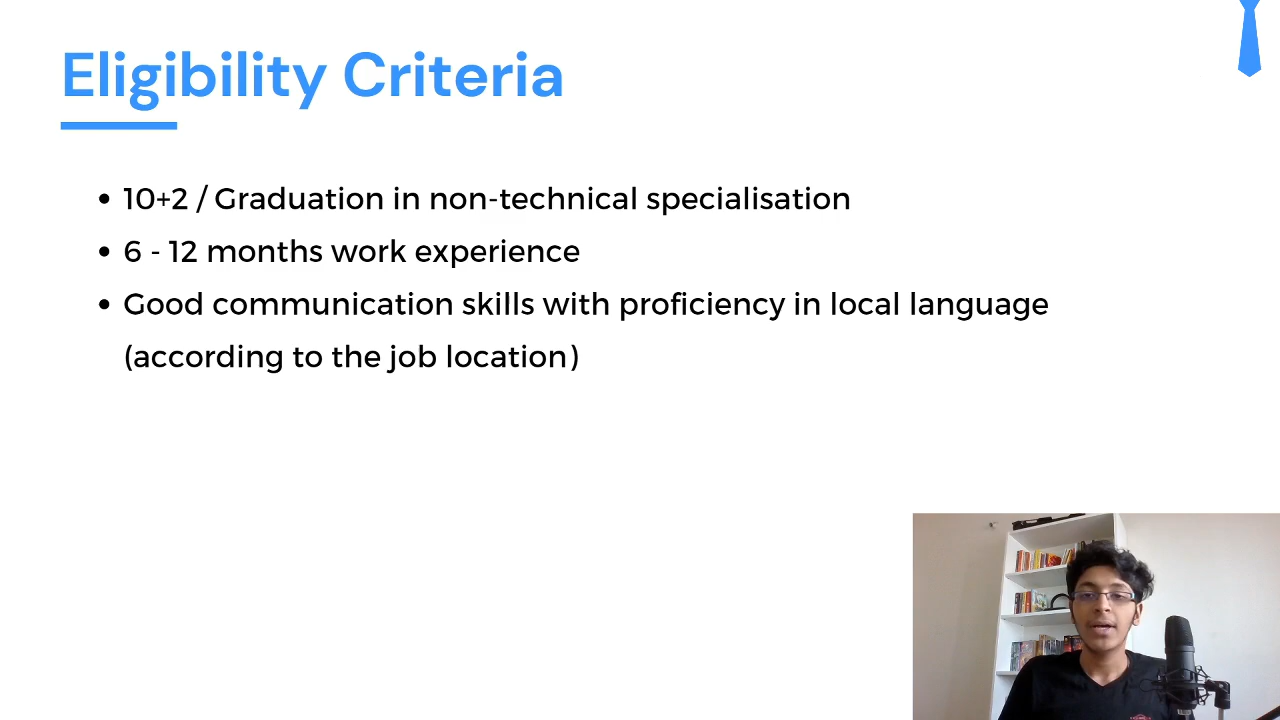 Eligibility Criteria
• 10+2 / Graduation in non-technical specialisation
• 6 - 12 months work experience
• Good communication skills with proficiency in local language
(according to the job location)